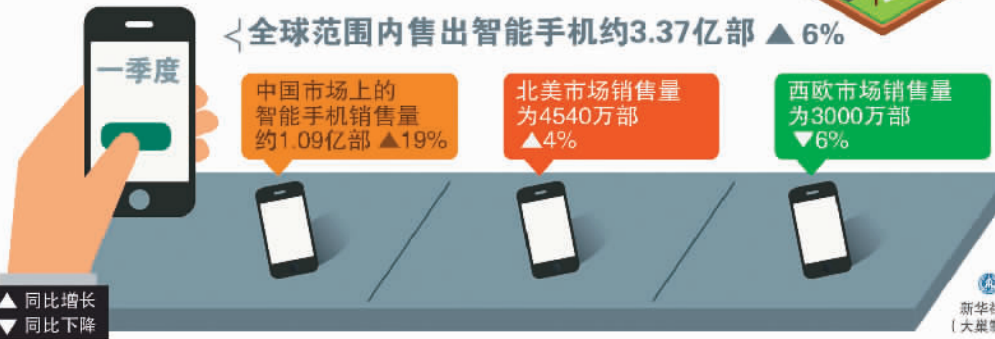 全球范围内售出智能手机约3.37亿部 ▲ 6%
一季度
中国市场上的
智能手机销售量
约1.09亿部 ▲19%
北美市场销售量
为4540万部
▲4%
西欧市场销售量
为3000万部
▼6%
▲ 同比增长
▼ 同比下降
新华社
(大巢制